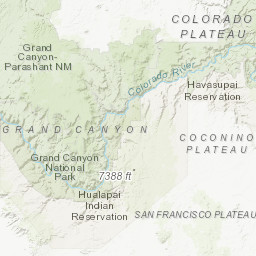 COLORADO
PLATEAU
Grand
Canyon-
Parashant NM
Colorado River
Havasupai
Reservation
GRAND CANYON
COCONINO
PLATEAU
Grand Canyon
National
Park
7388 ft
Hualapai
Indian
Reservation
SAN FRANCISCO PLATEAU